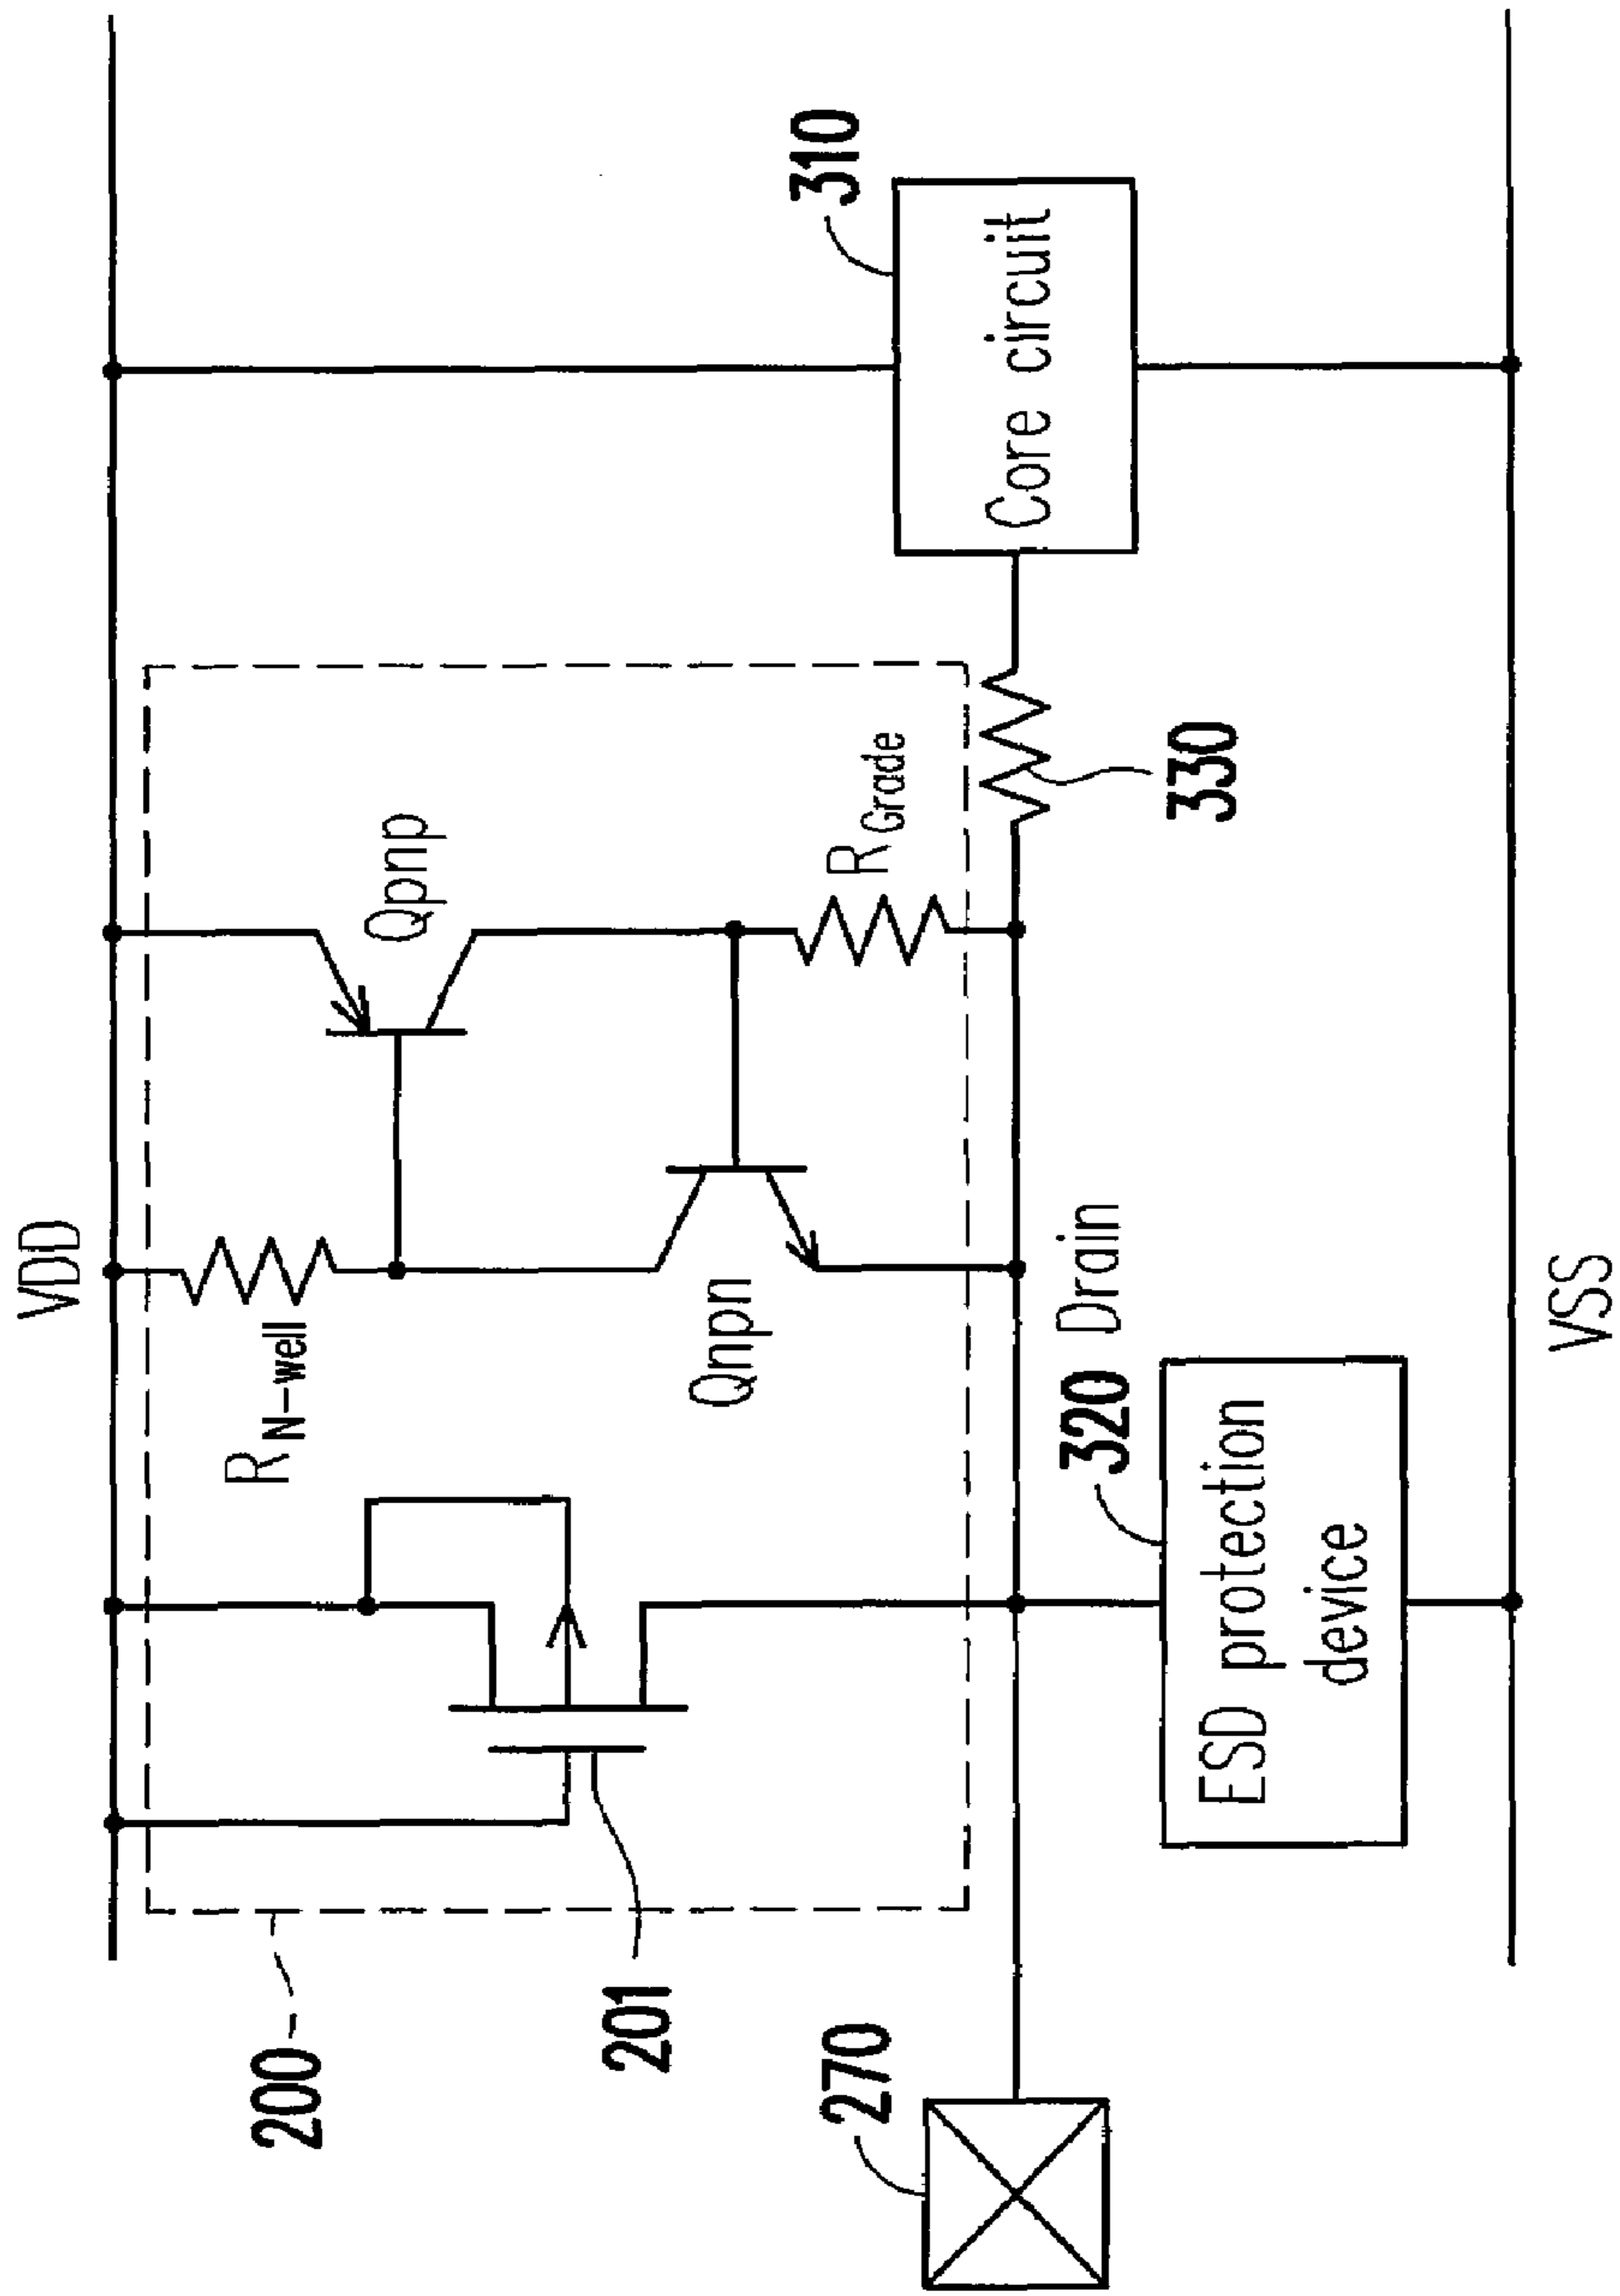 VDD
200
201
R N-well
Qpnp
Qnpn
R Grade
310
Core circuit
270
Drain
330
320
ESD protection
device
VSS